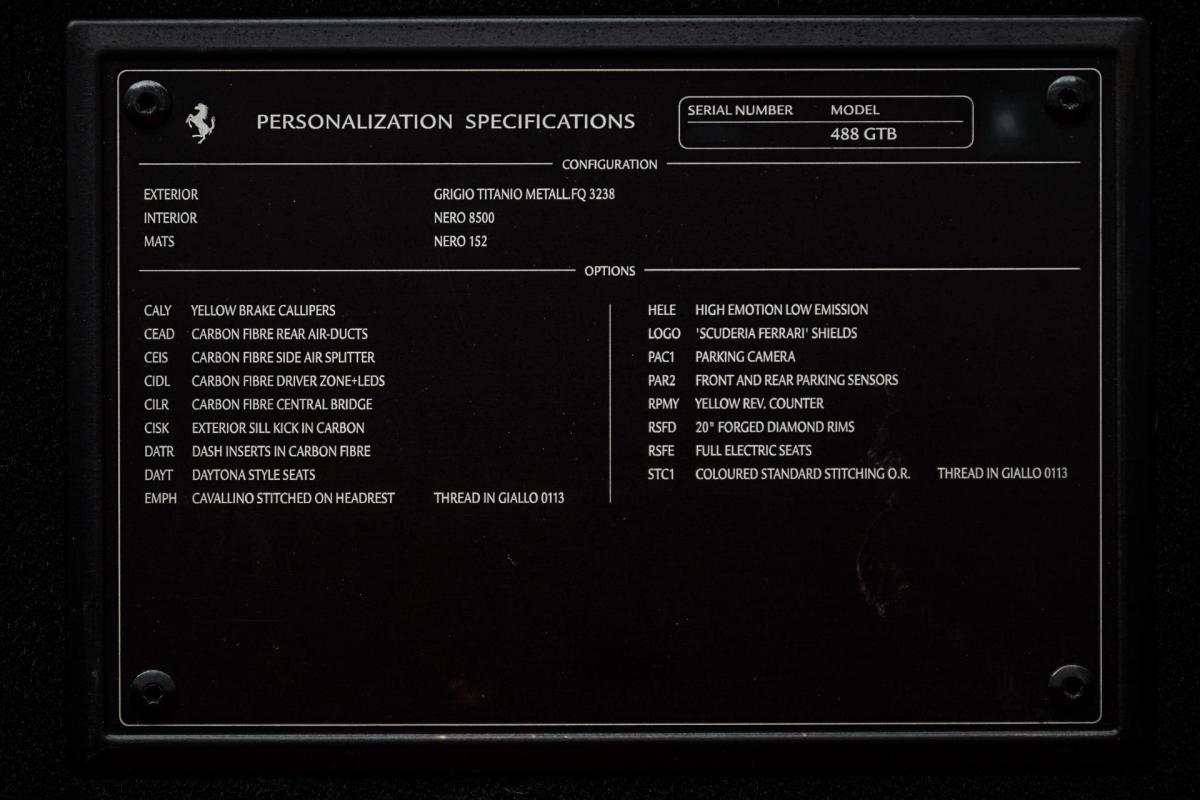 PERSONALIZATION SPECIFICATIONS
SERIAL NUMBER MODEL
488 GTB
CONFIGURATION
EXTERIOR GRIGIO TITANIO METALL.FQ 3238
INTERIOR NERO 8500
MATS NERO 152
OPTIONS
CALY YELLOW BRAKE CALLIPERS
CEAD CARBON FIBRE REAR AIR-DUCTS
CEIS CARBON FIBRE SIDE AIR SPLITTER
CIDL CARBON FIBRE DRIVER ZONE+LEDS
CILR CARBON FIBRE CENTRAL BRIDGE
CISK EXTERIOR SILL KICK IN CARBON
DATR DASH INSERTS IN CARBON FIBRE
DAYT DAYTONA STYLE SEATS
EMPH CAVALLINO STITCHED ON HEADREST THREAD IN GIALLO 0113
HELE HIGH EMOTION LOW EMISSION
LOGO 'SCUDERIA FERRARI' SHIELDS
PAC1 PARKING CAMERA
PAR2 FRONT AND REAR PARKING SENSORS
RPMY YELLOW REV. COUNTER
RSFD 20" FORGED DIAMOND RIMS
RSFE FULL ELECTRIC SEATS
STC1 COLOURED STANDARD STITCHING O.R. THREAD IN GIALLO 0113